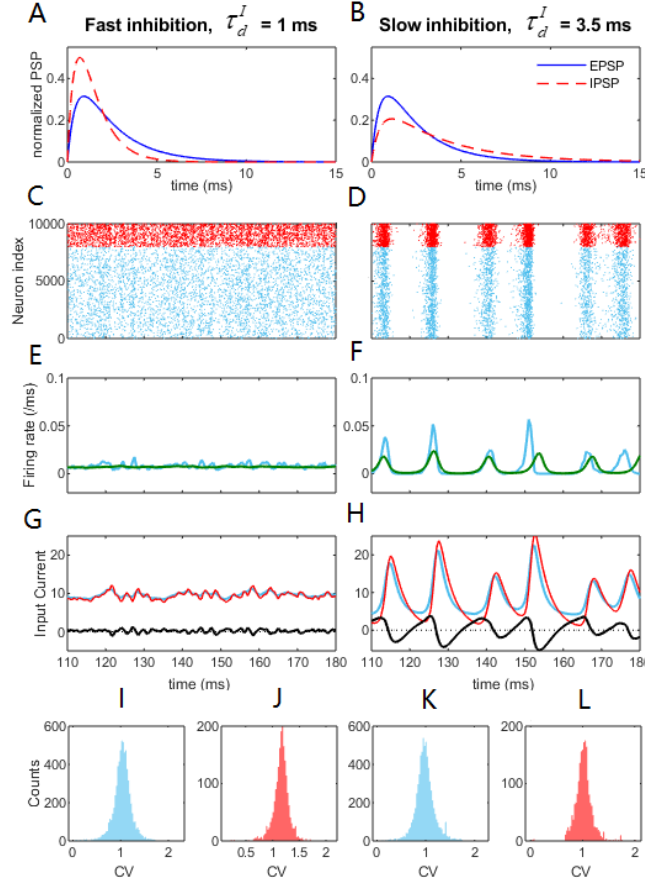 A Fast inhibition, τ_d^I = 1 ms
B Slow inhibition, τ_d^I = 3.5 ms
normalized PSP
0.4
0.2
0
0 5 10 15
time (ms)
EPSP
IPSP
0.4
0.2
0
0 5 10 15
time (ms)
C
D
Neuron index
10000
5000
0
E
F
Firing rate (/ms)
0.1
0.05
0
0.1
0.05
0
G
H
Input Current
20
10
0
110 120 130 140 150 160 170 180
time (ms)
20
10
0
110 120 130 140 150 160 170 180
time (ms)
I
J
K
L
Counts
600
400
200
0
0 1 2
CV
200
100
0
0.5 1 1.5 2
CV
600
400
200
0
0 1 2
CV
200
100
0
0 1 2
CV